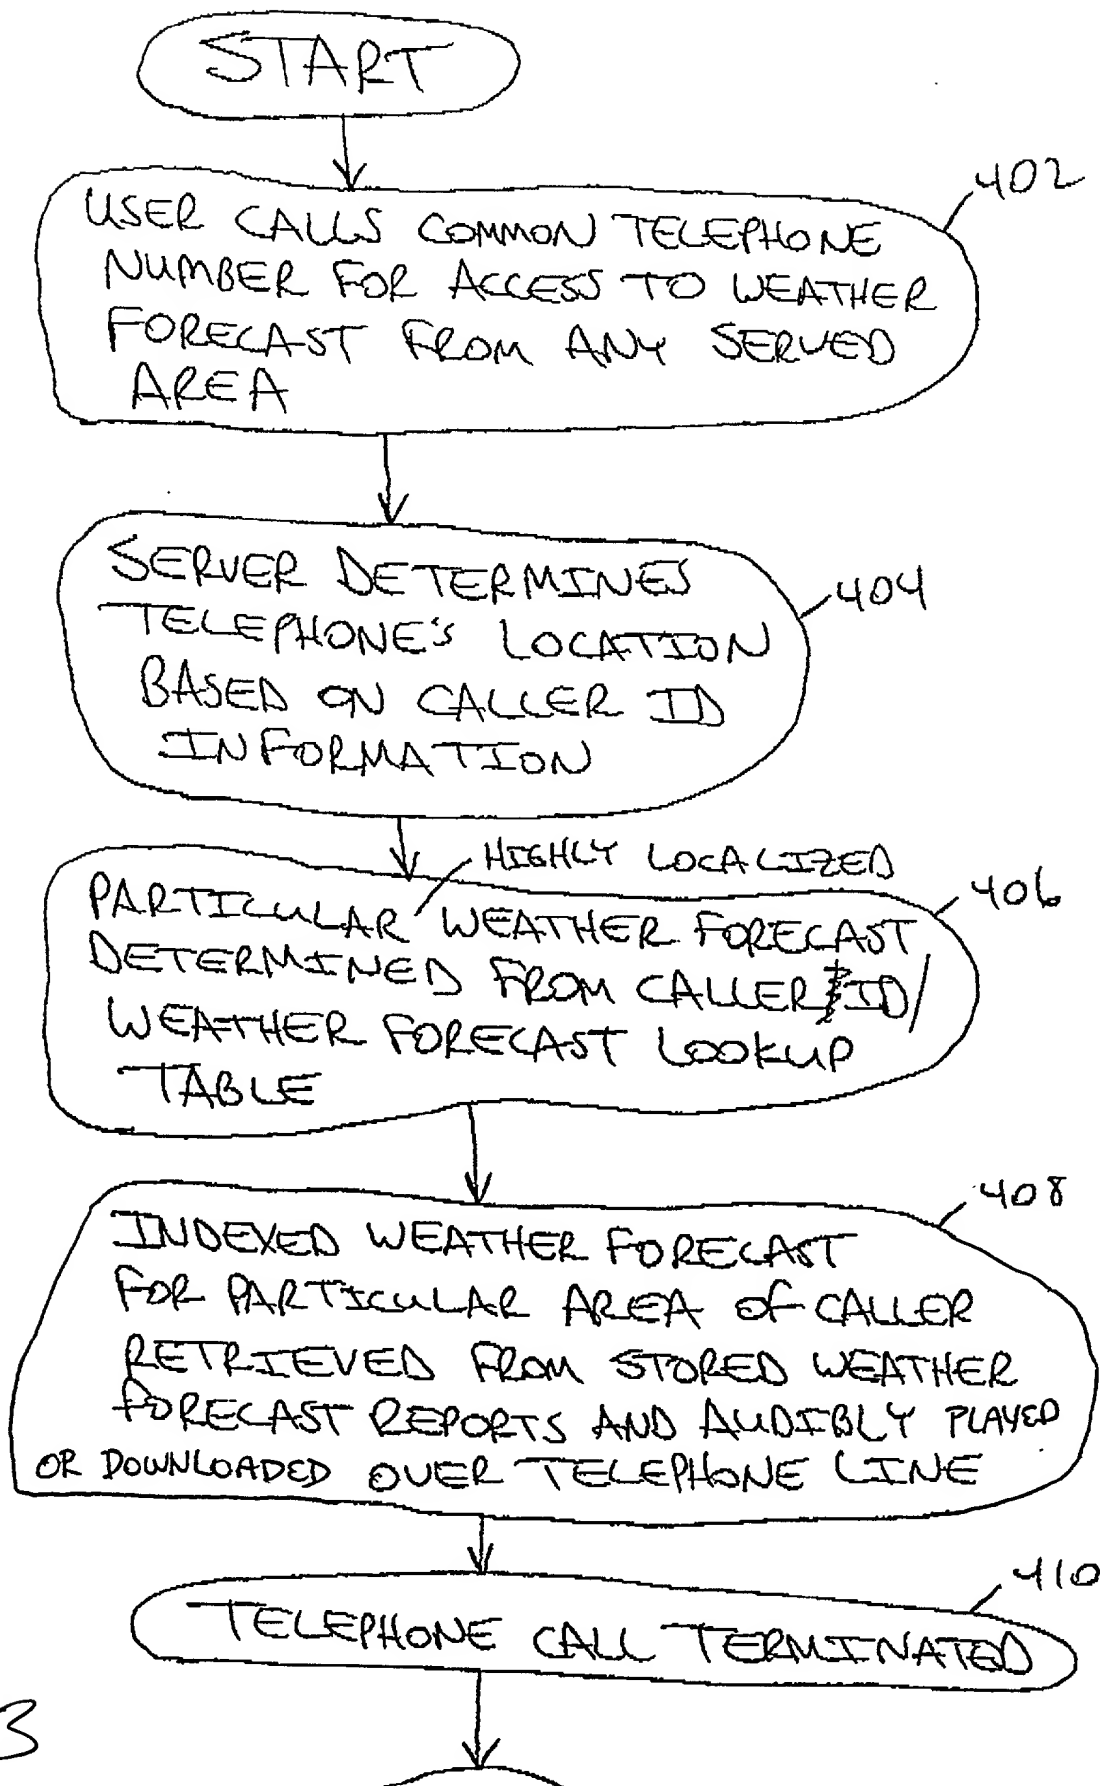 START
402
USER CALLS COMMON TELEPHONE
NUMBER FOR ACCESS TO WEATHER
FORECAST FROM ANY SERVED
AREA
SERVER DETERMINES
404
TELEPHONE'S LOCATION
BASED ON CALLER ID
INFORMATION
HIGHLY LOCALIZED
406
PARTICULAR WEATHER FORECAST
DETERMINED FROM CALLER ID/
WEATHER FORECAST LOOKUP
TABLE
408
INDEXED WEATHER FORECAST
FOR PARTICULAR AREA OF CALLER
RETRIEVED FROM STORED WEATHER
FORECAST REPORTS AND AUDIBLY PLAYED
OR DOWNLOADED OVER TELEPHONE LINE
410
TELEPHONE CALL TERMINATED
3